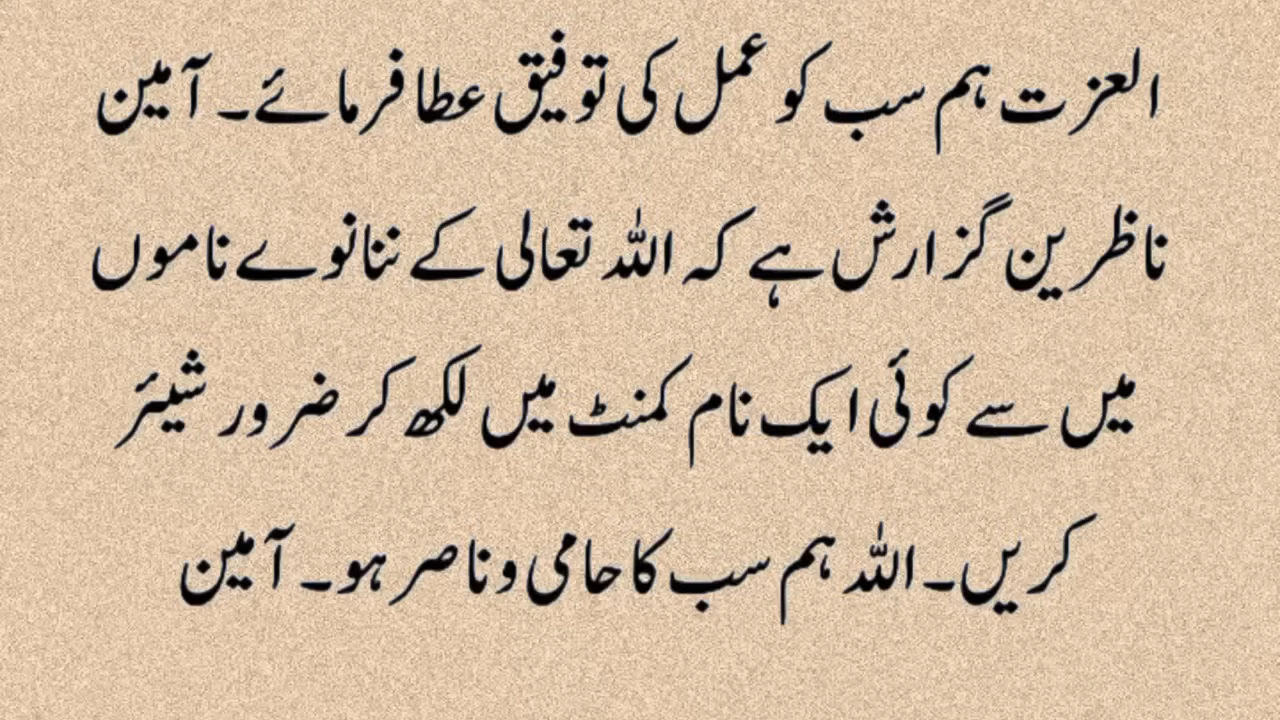 العزت ہم سب کو عمل کی توفیق عطا فرمائے۔ آمین
ناظرین گزارش ہے کہ اللہ تعالی کے ننانوے ناموں
میں سے کوئی ایک نام کمنٹ میں لکھ کر ضرور شیئر
کریں۔ اللہ ہم سب کا حامی و ناصر ہو۔ آمین